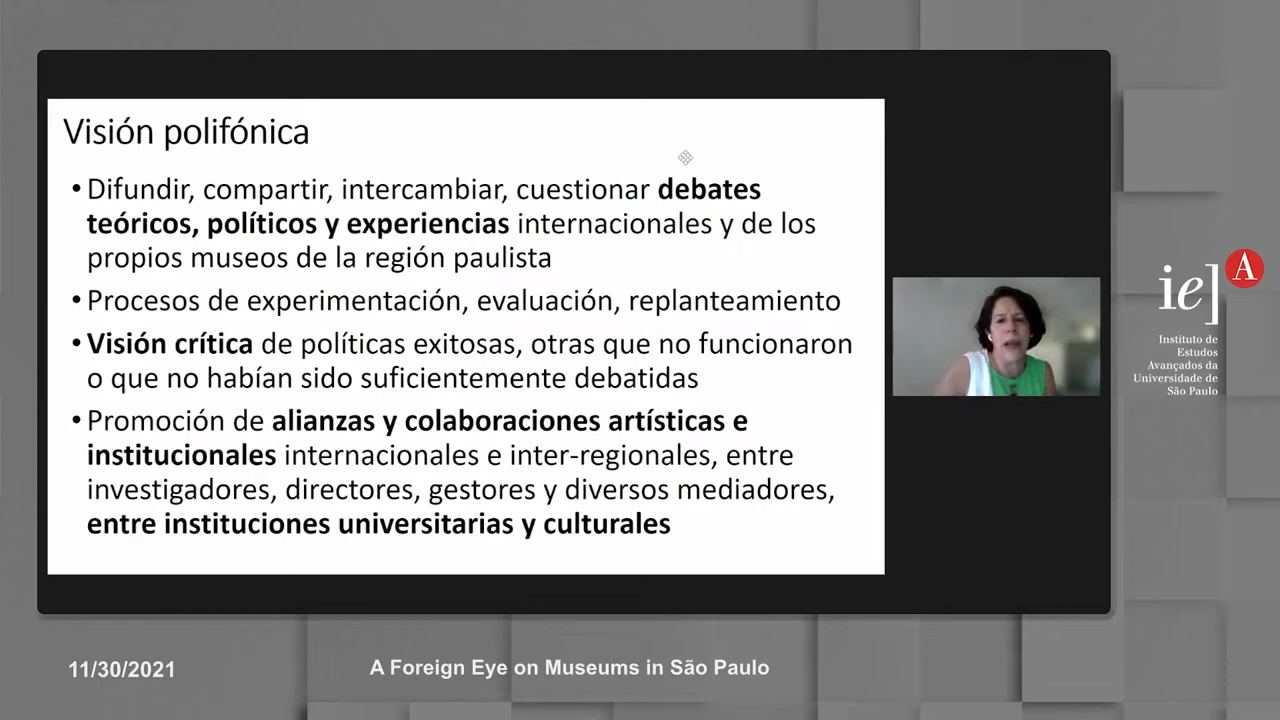 Visión polifónica
• Difundir, compartir, intercambiar, cuestionar debates
teóricos, políticos y experiencias internacionales y de los
propios museos de la región paulista
• Procesos de experimentación, evaluación, replanteamiento
• Visión crítica de políticas exitosas, otras que no funcionaron
o que no habían sido suficientemente debatidas
• Promoción de alianzas y colaboraciones artísticas e
institucionales internacionales e inter-regionales, entre
investigadores, directores, gestores y diversos mediadores,
entre instituciones universitarias y culturales
ie] A
Instituto de
Estudos
Avançados da
Universidade de
São Paulo
11/30/2021
A Foreign Eye on Museums in São Paulo